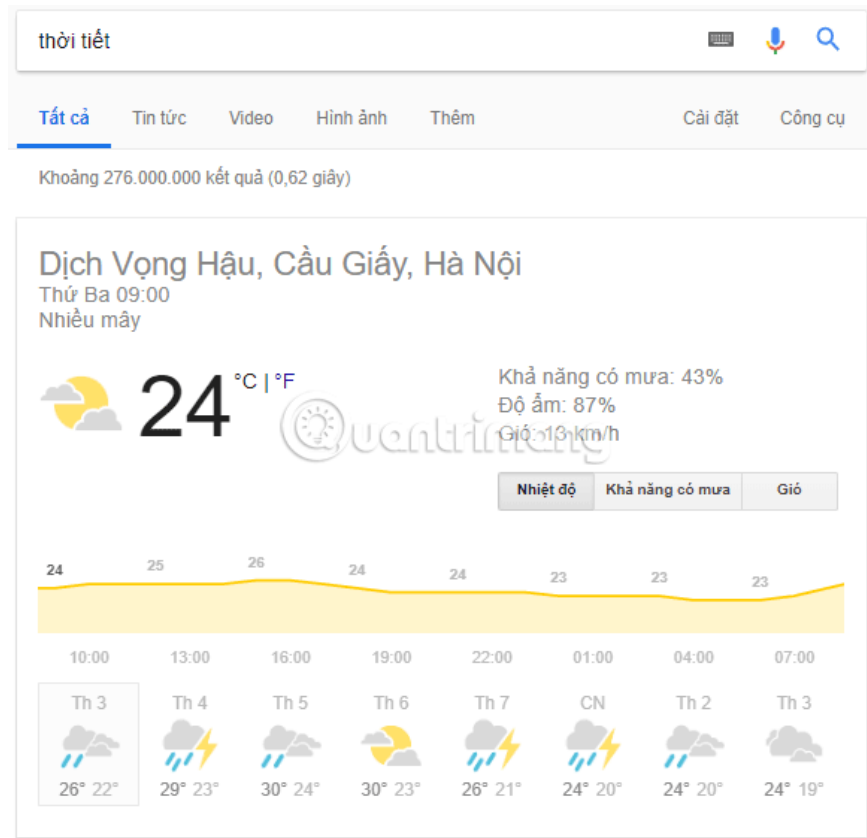 thời tiết
Tất cả Tin tức Video Hình ảnh Thêm Cài đặt Công cụ
Khoảng 276.000.000 kết quả (0,62 giây)
Dịch Vọng Hậu, Cầu Giấy, Hà Nội
Thứ Ba 09:00
Nhiều mây
24 °C | °F
Khả năng có mưa: 43%
Độ ẩm: 87%
Gió: 13 km/h
Quantrimang
Nhiệt độ Khả năng có mưa Gió
24 25 26 24 24 23 23 23
10:00 13:00 16:00 19:00 22:00 01:00 04:00 07:00
Th 3 Th 4 Th 5 Th 6 Th 7 CN Th 2 Th 3
26° 22° 29° 23° 30° 24° 30° 23° 26° 21° 24° 20° 24° 20° 24° 19°